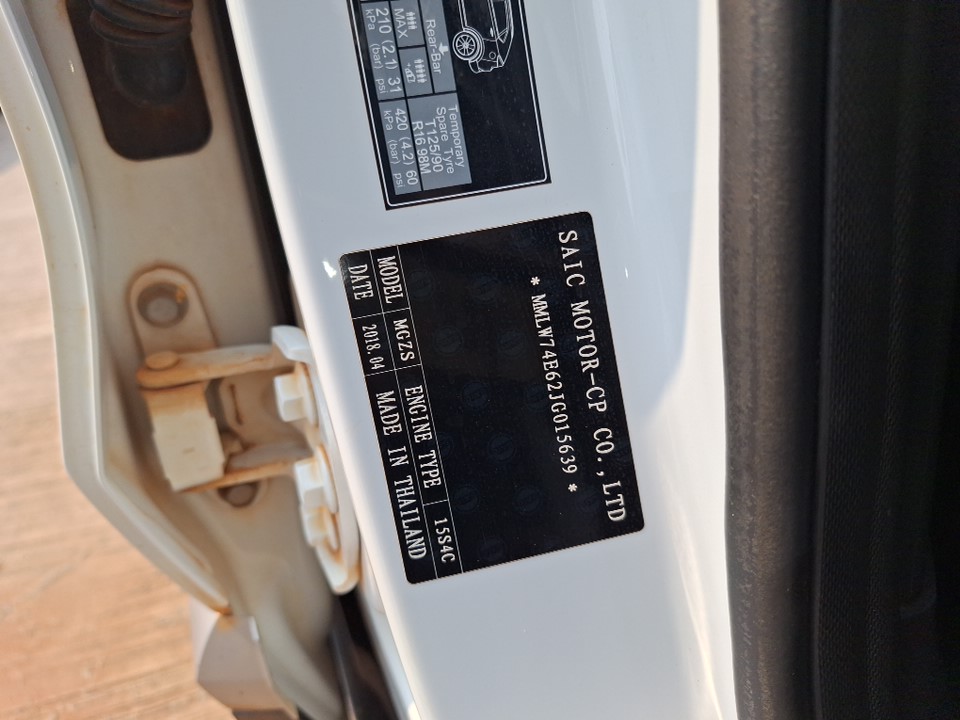 Rear-Bar
MAX
210 (2.1) 31
kPa (bar) psi
Temporary
Spare Tyre
T125/90
R16 98M
420 (4.2) 60
kPa (bar) psi
SAIC MOTOR-CP CO.,LTD
* MMLW74E62JG015639 *
MODEL MGZS ENGINE TYPE 15S4C
DATE 2018.04 MADE IN THAILAND